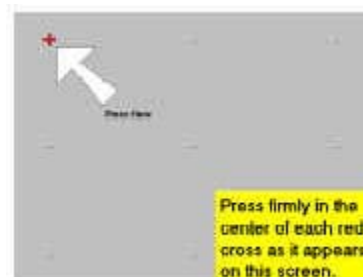 Press Here
Press firmly in the
center of each red
cross as it appears
on this screen.